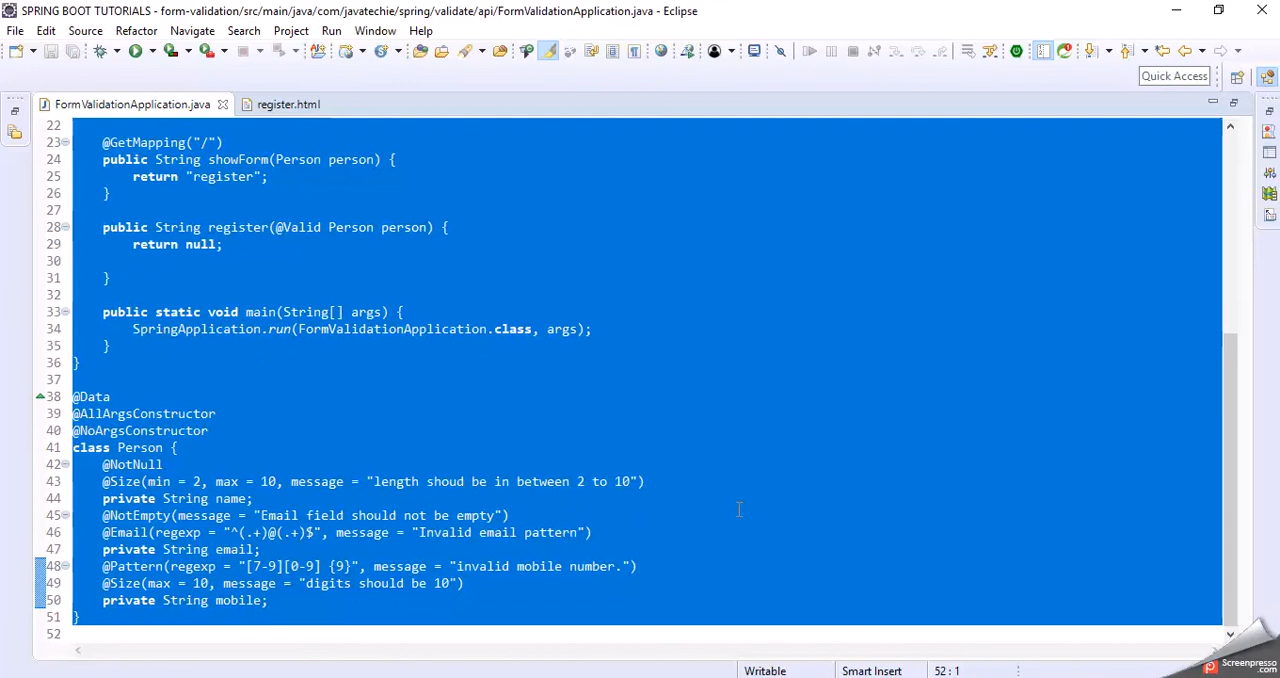 SPRING BOOT TUTORIALS - form-validation/src/main/java/com/javatechie/spring/validate/api/FormValidationApplication.java - Eclipse
File Edit Source Refactor Navigate Search Project Run Window Help
Quick Access
FormValidationApplication.java register.html
22
23 @GetMapping("/")
24 public String showForm(Person person) {
25 return "register";
26 }
27
28 public String register(@Valid Person person) {
29 return null;
30
31 }
32
33 public static void main(String[] args) {
34 SpringApplication.run(FormValidationApplication.class, args);
35 }
36 }
37
38 @Data
39 @AllArgsConstructor
40 @NoArgsConstructor
41 class Person {
42 @NotNull
43 @Size(min = 2, max = 10, message = "length shoud be in between 2 to 10")
44 private String name;
45 @NotEmpty(message = "Email field should not be empty")
46 @Email(regexp = "^(.+)@(.+)$", message = "Invalid email pattern")
47 private String email;
48 @Pattern(regexp = "[7-9][0-9] {9}", message = "invalid mobile number.")
49 @Size(max = 10, message = "digits should be 10")
50 private String mobile;
51 }
52
Writable Smart Insert 52 : 1
Screenpresso
.com